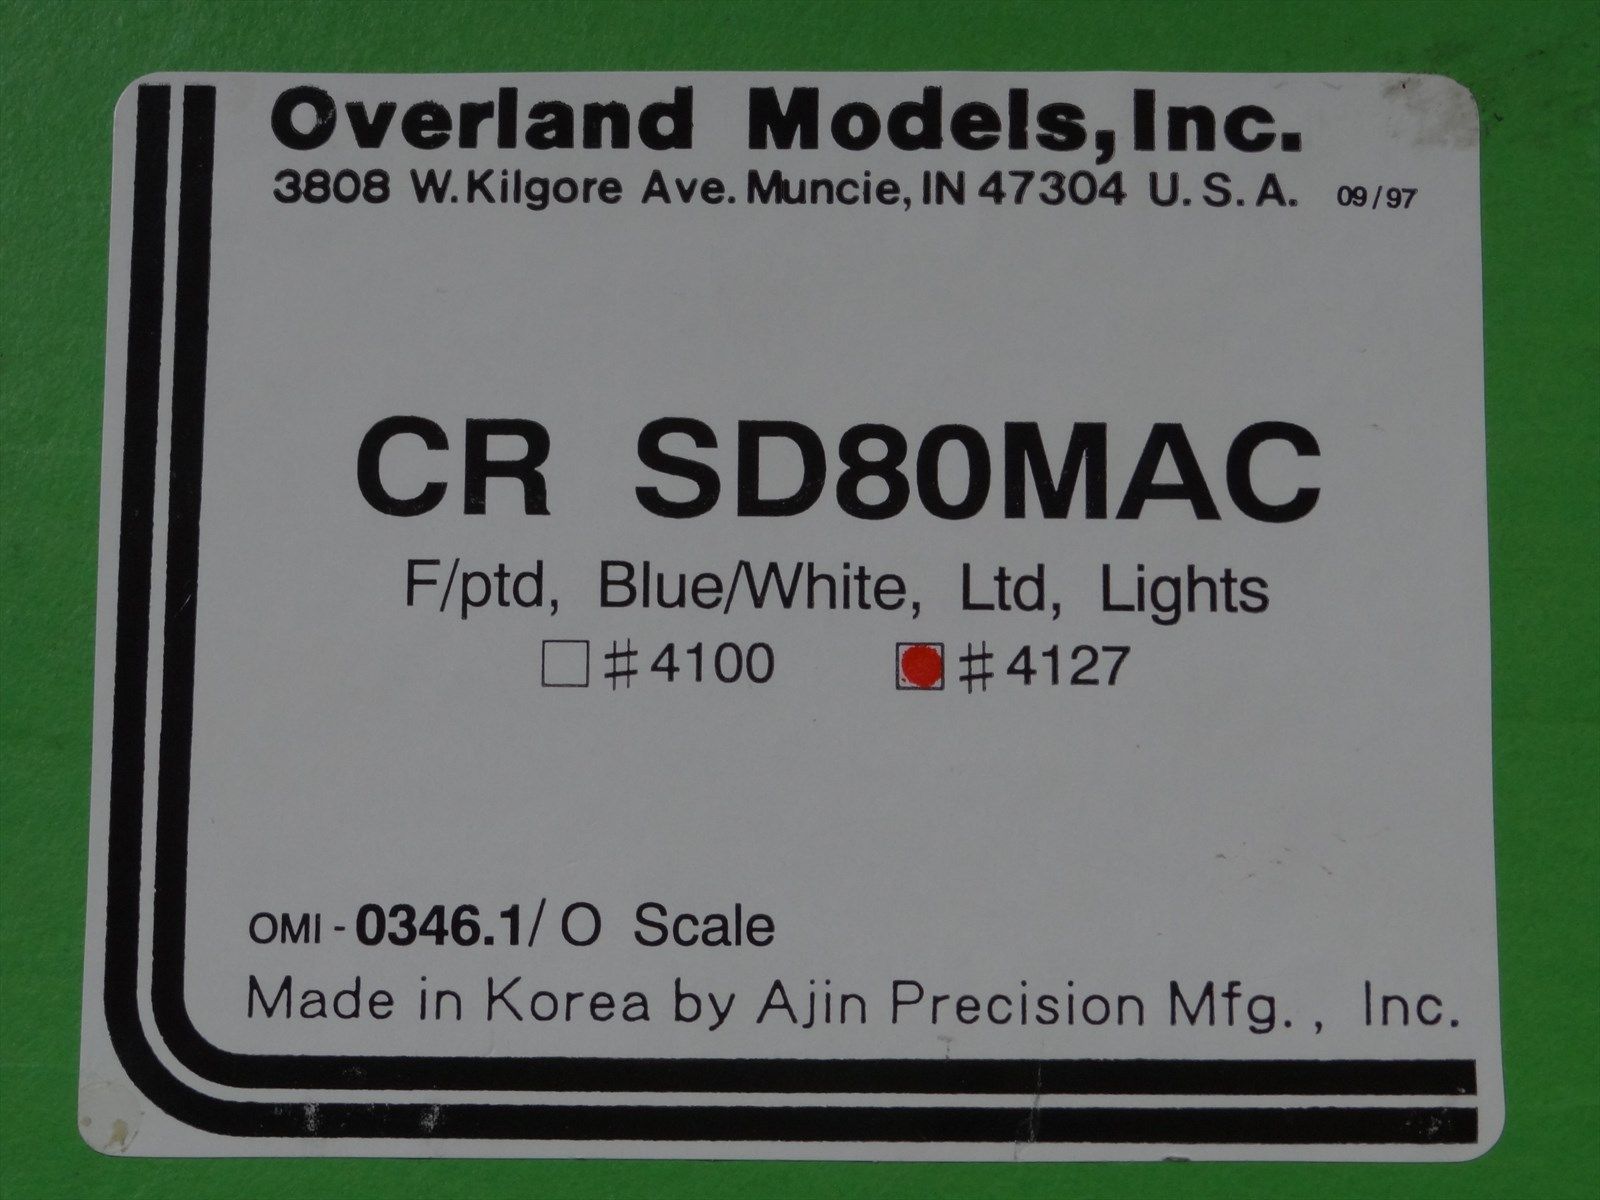 Overland Models, Inc.
3808 W. Kilgore Ave. Muncie, IN 47304 U. S. A. 09/97
CR SD80MAC
F/ptd, Blue/White, Ltd, Lights
#4100 #4127
OMI - 0346.1/ O Scale
Made in Korea by Ajin Precision Mfg. , Inc.